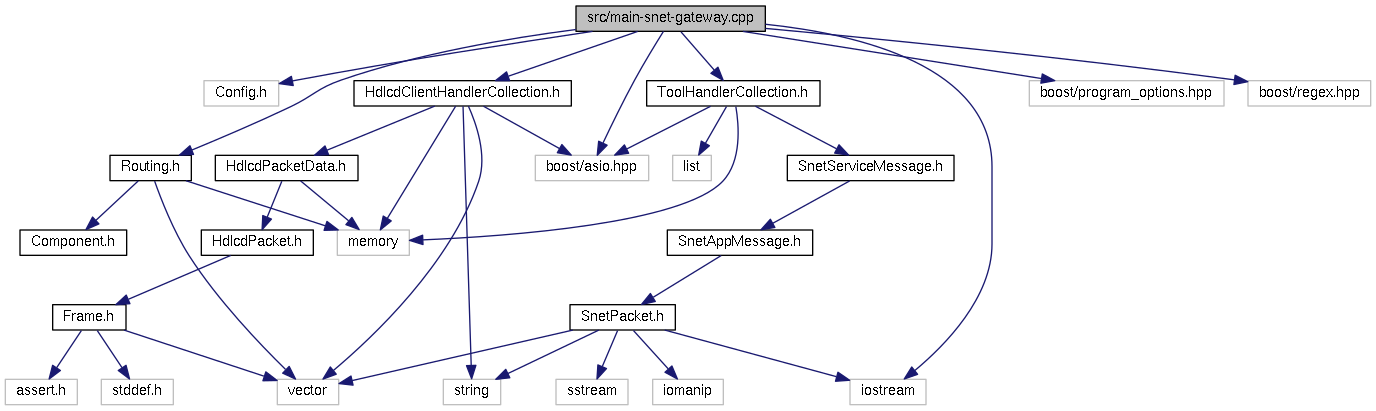 src/main-snet-gateway.cpp
Config.h
HdlcdClientHandlerCollection.h
ToolHandlerCollection.h
boost/program_options.hpp
boost/regex.hpp
Routing.h
HdlcdPacketData.h
boost/asio.hpp
list
SnetServiceMessage.h
Component.h
HdlcdPacket.h
memory
SnetAppMessage.h
Frame.h
SnetPacket.h
assert.h
stddef.h
vector
string
sstream
iomanip
iostream